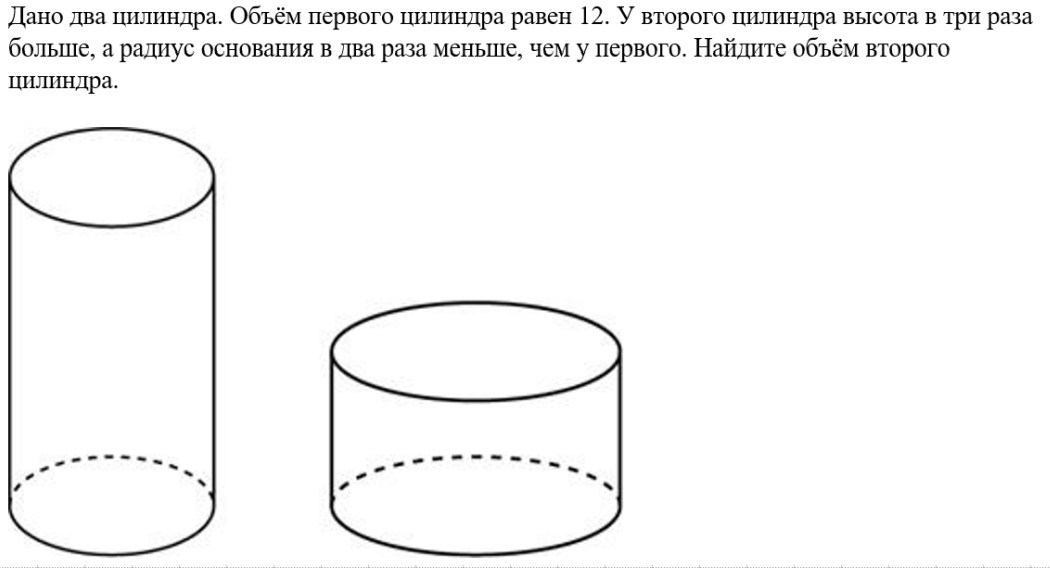 Дано два цилиндра. Объём первого цилиндра равен 12. У второго цилиндра высота в три раза
больше, а радиус основания в два раза меньше, чем у первого. Найдите объём второго
цилиндра.